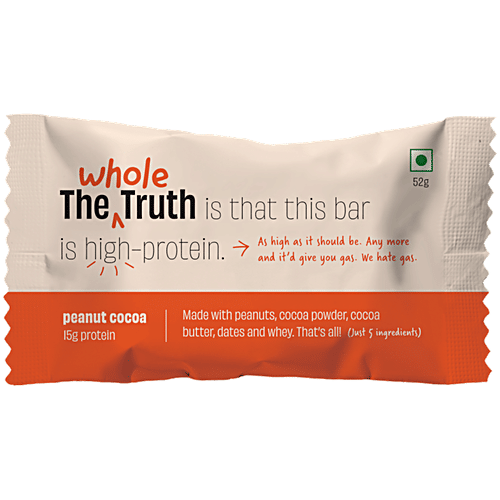 whole
The Truth is that this bar
is high-protein. → As high as it should be. Any more
and it'd give you gas. We hate gas.
52g
peanut cocoa
15g protein
Made with peanuts, cocoa powder, cocoa
butter, dates and whey. That's all! (Just 5 ingredients)